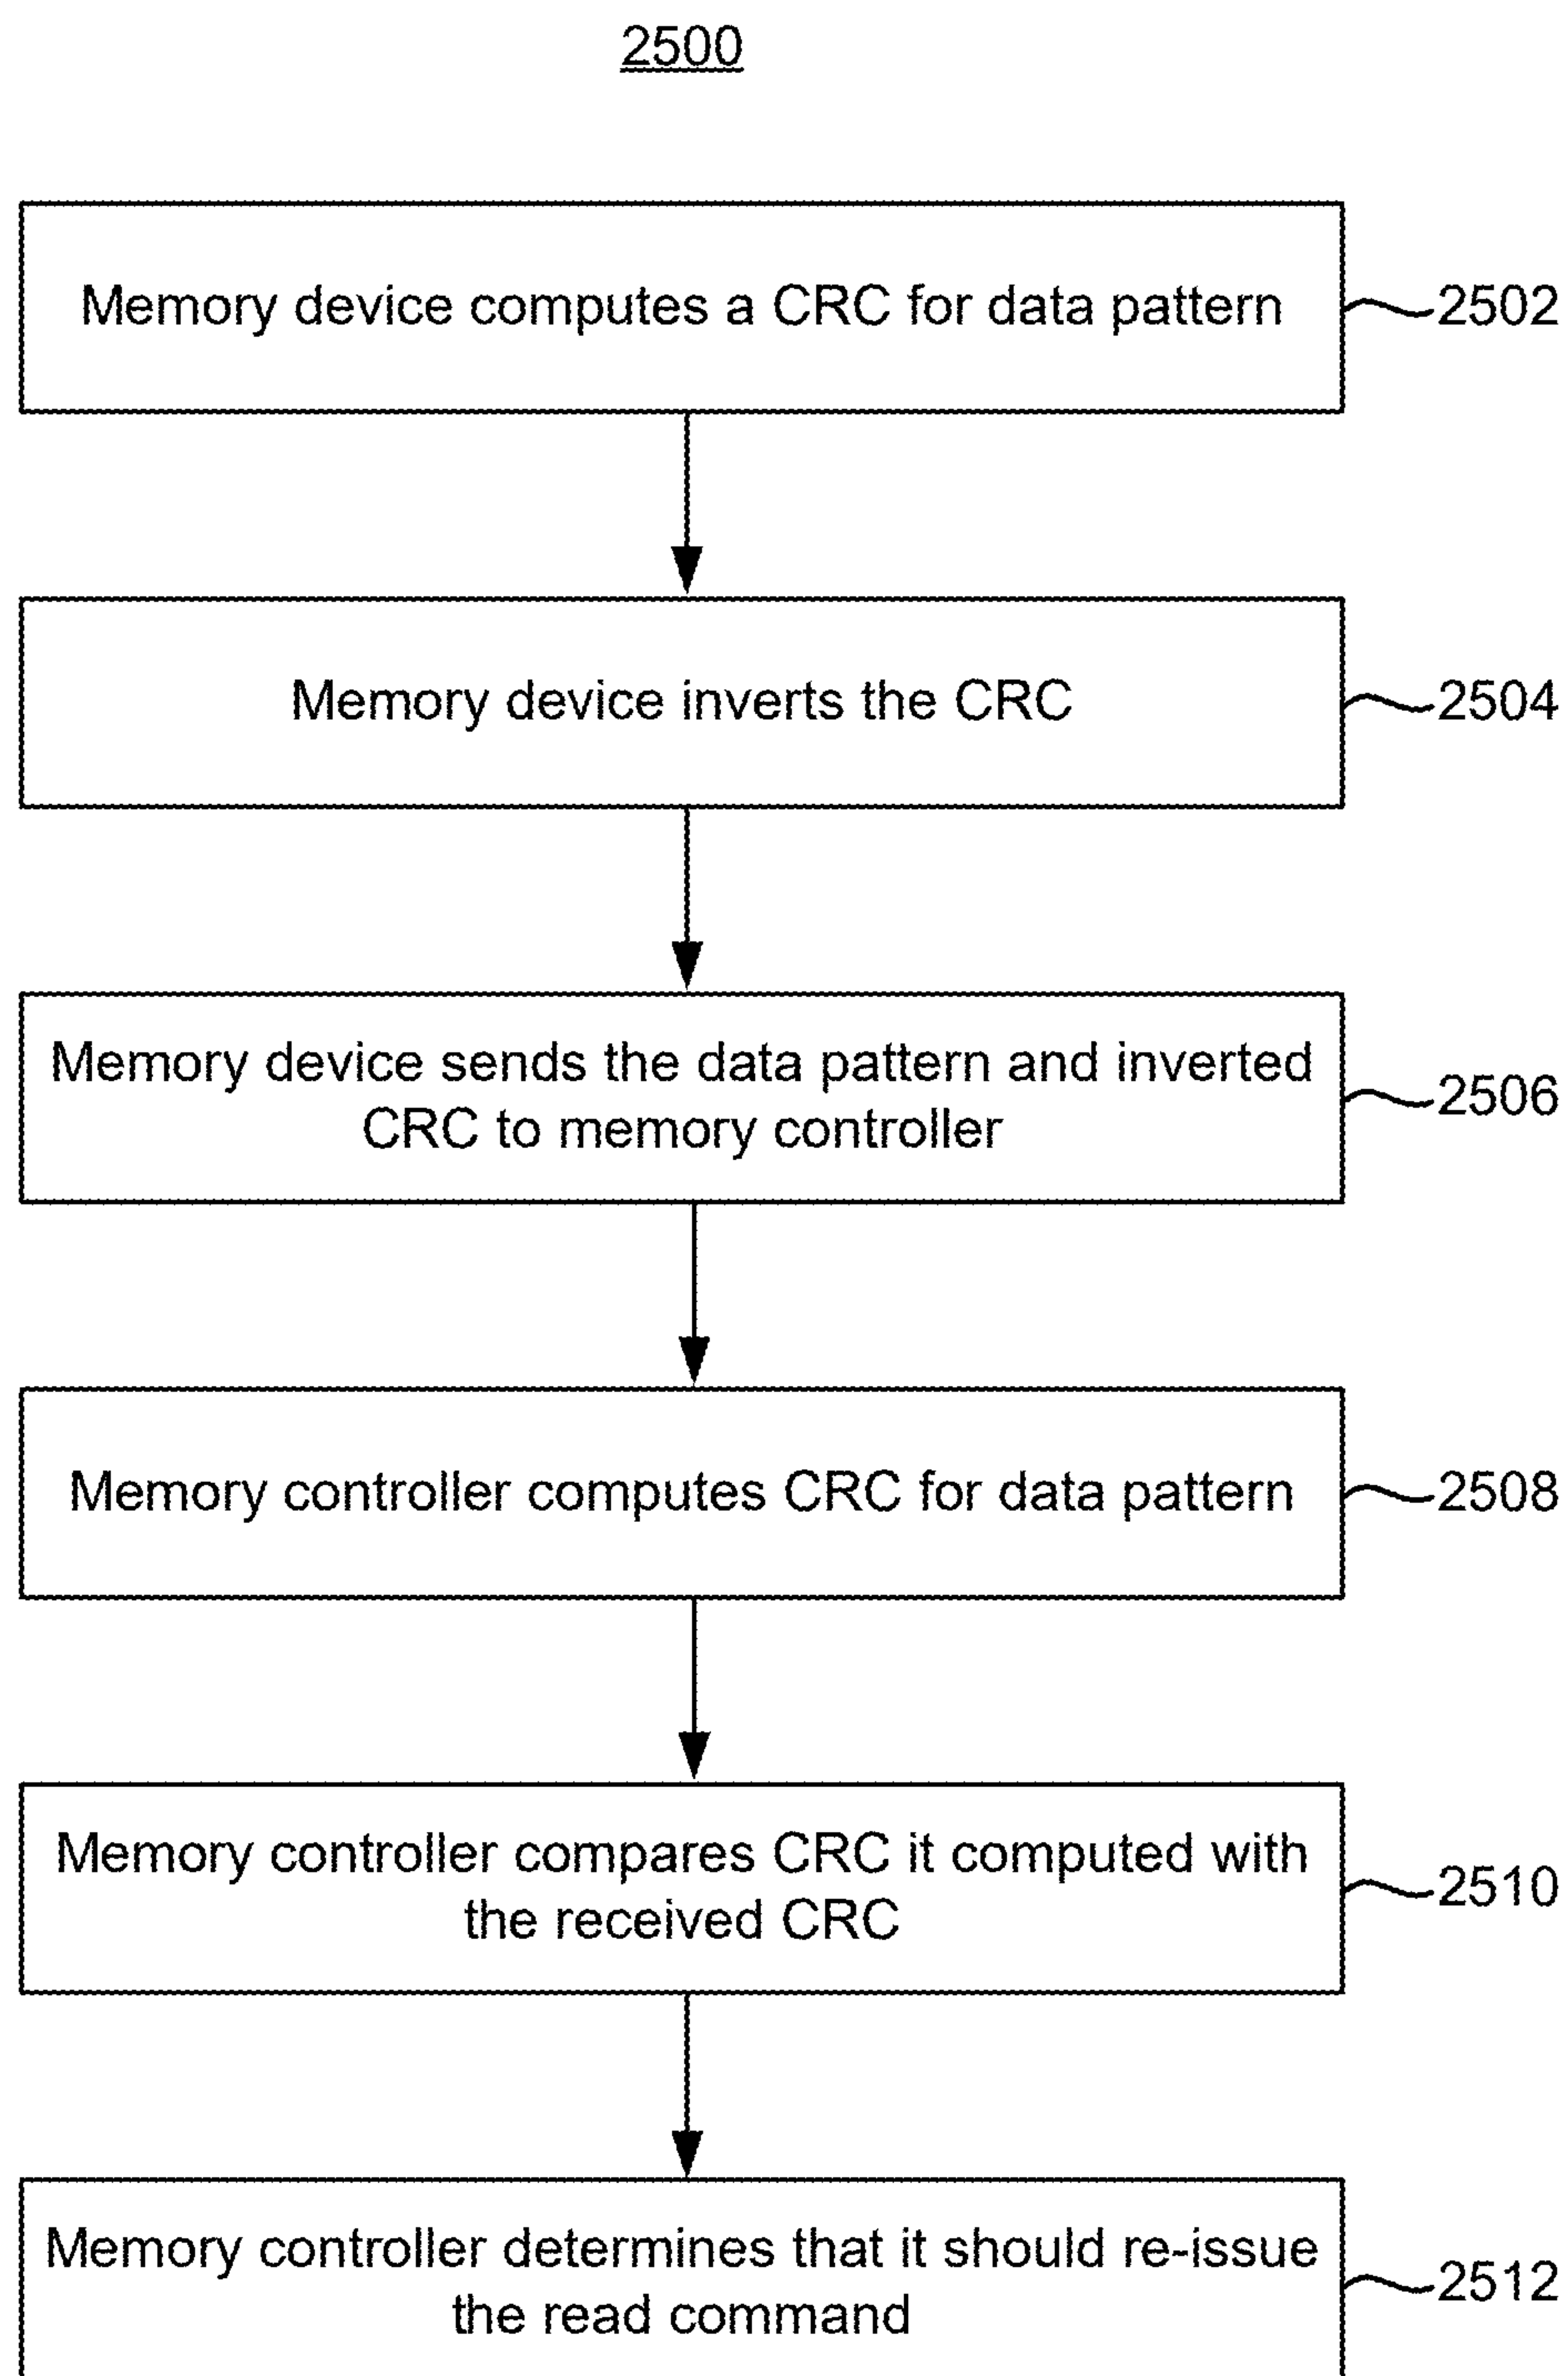 2500
Memory device computes a CRC for data pattern
2502
Memory device inverts the CRC
2504
Memory device sends the data pattern and inverted
CRC to memory controller
2506
Memory controller computes CRC for data pattern
2508
Memory controller compares CRC it computed with
the received CRC
2510
Memory controller determines that it should re-issue
the read command
2512